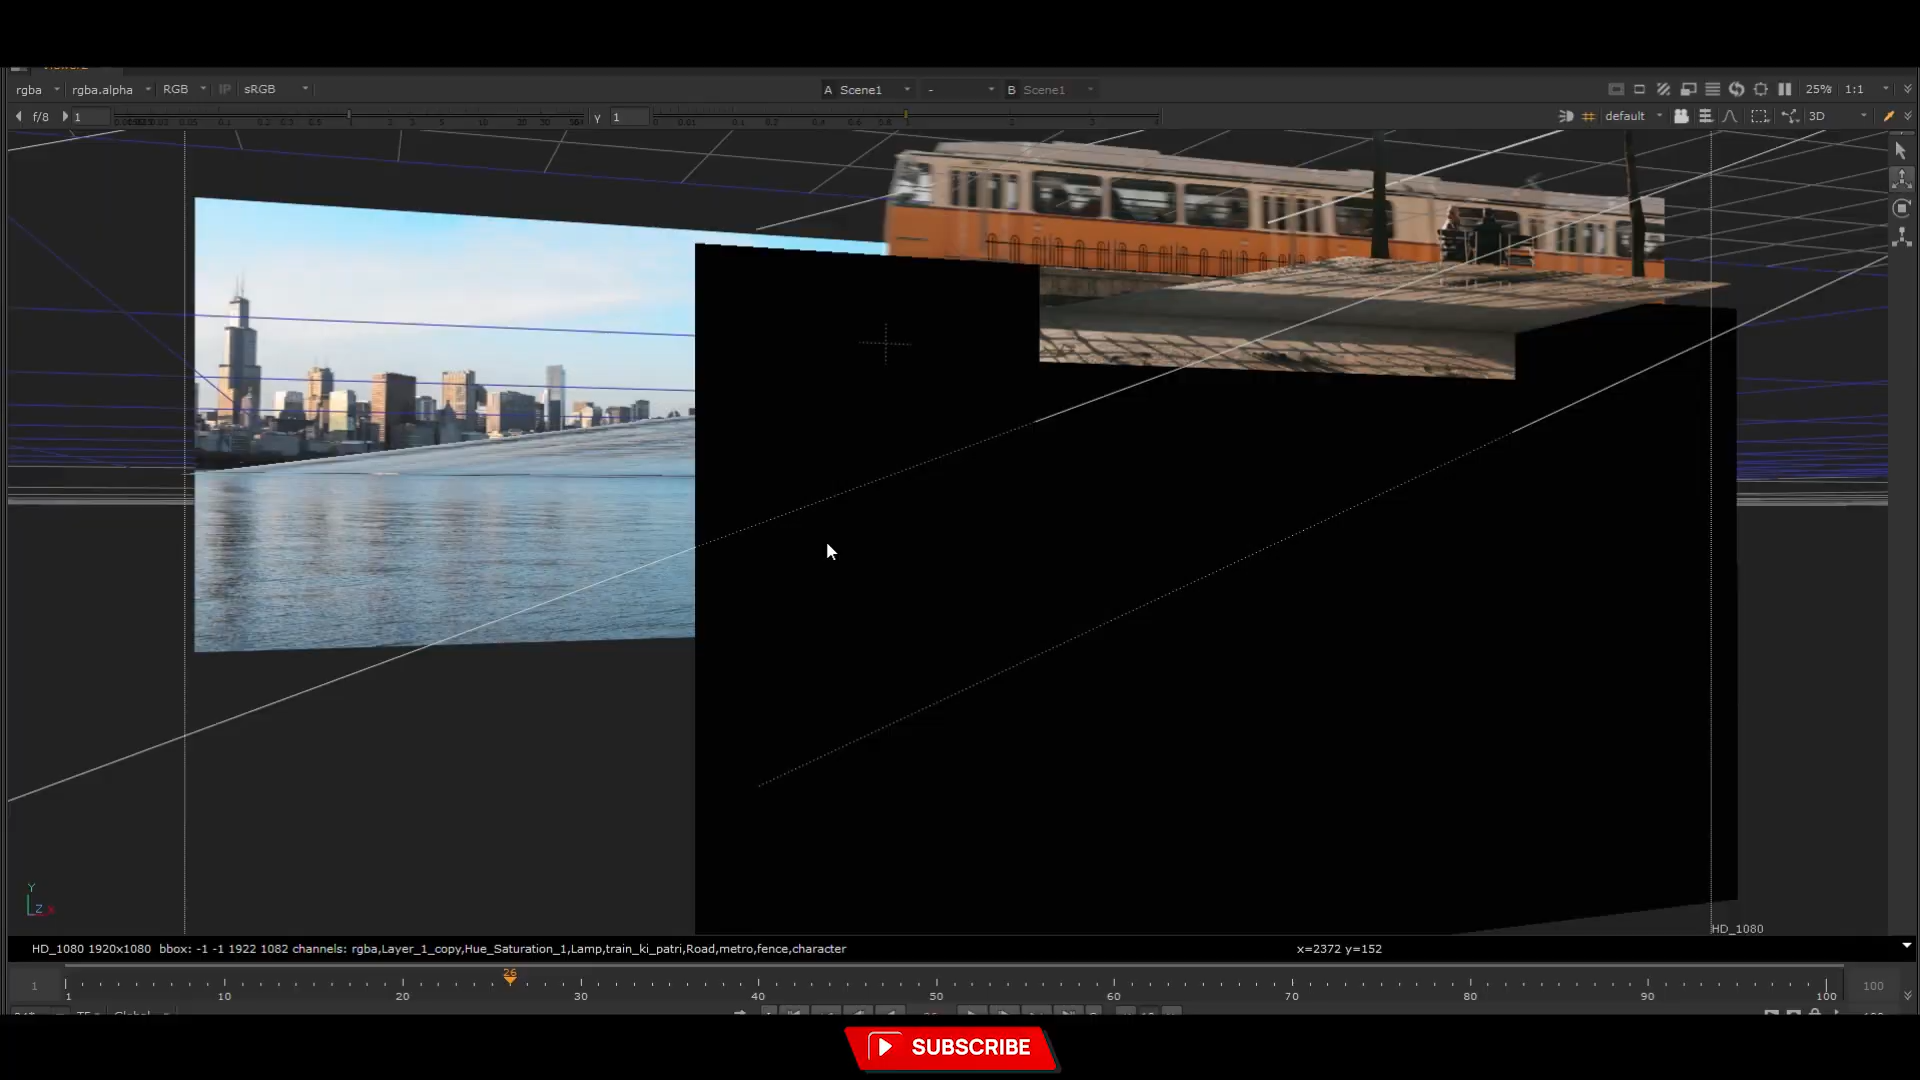 rgba rgba.alpha RGB IP sRGB A Scene1 - B Scene1 25% 1:1
f/8 1 Y 1 default 3D
Y
Z X
HD_1080
HD_1080 1920x1080 bbox: -1 -1 1922 1082 channels: rgba,Layer_1_copy,Hue_Saturation_1,Lamp,train_ki_patri,Road,metro,fence,character x=2372 y=152
26
1 100
1 10 20 30 40 50 60 70 80 90 100
SUBSCRIBE